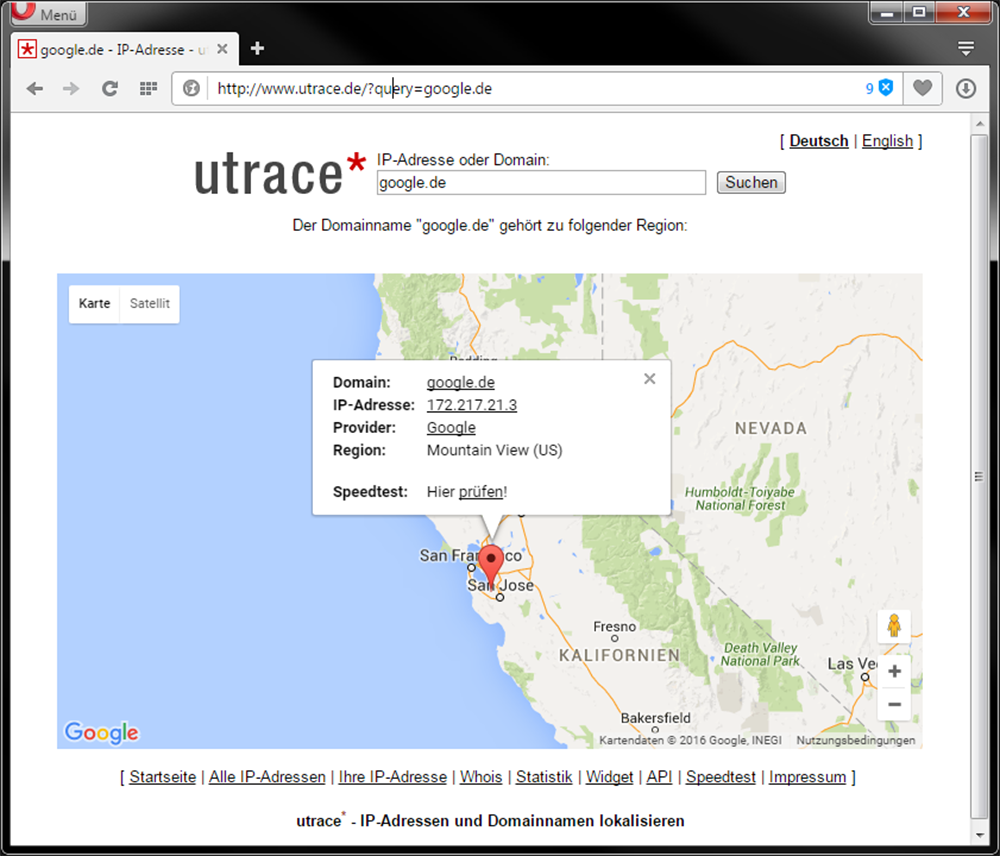 Menü
google.de - IP-Adresse - u
http://www.utrace.de/?query=google.de
9
[ Deutsch | English ]
utrace*
IP-Adresse oder Domain:
google.de
Suchen
Der Domainname "google.de" gehört zu folgender Region:
Karte
Satellit
Domain: google.de
IP-Adresse: 172.217.21.3
Provider: Google
Region: Mountain View (US)
Speedtest: Hier prüfen!
NEVADA
Humboldt-Toiyabe
National Forest
San Francisco
San Jose
Fresno
KALIFORNIEN
Death Valley
National Park
Las Ve
Bakersfield
Google
Kartendaten © 2016 Google, INEGI
Nutzungsbedingungen
[ Startseite | Alle IP-Adressen | Ihre IP-Adresse | Whois | Statistik | Widget | API | Speedtest | Impressum ]
utrace* - IP-Adressen und Domainnamen lokalisieren